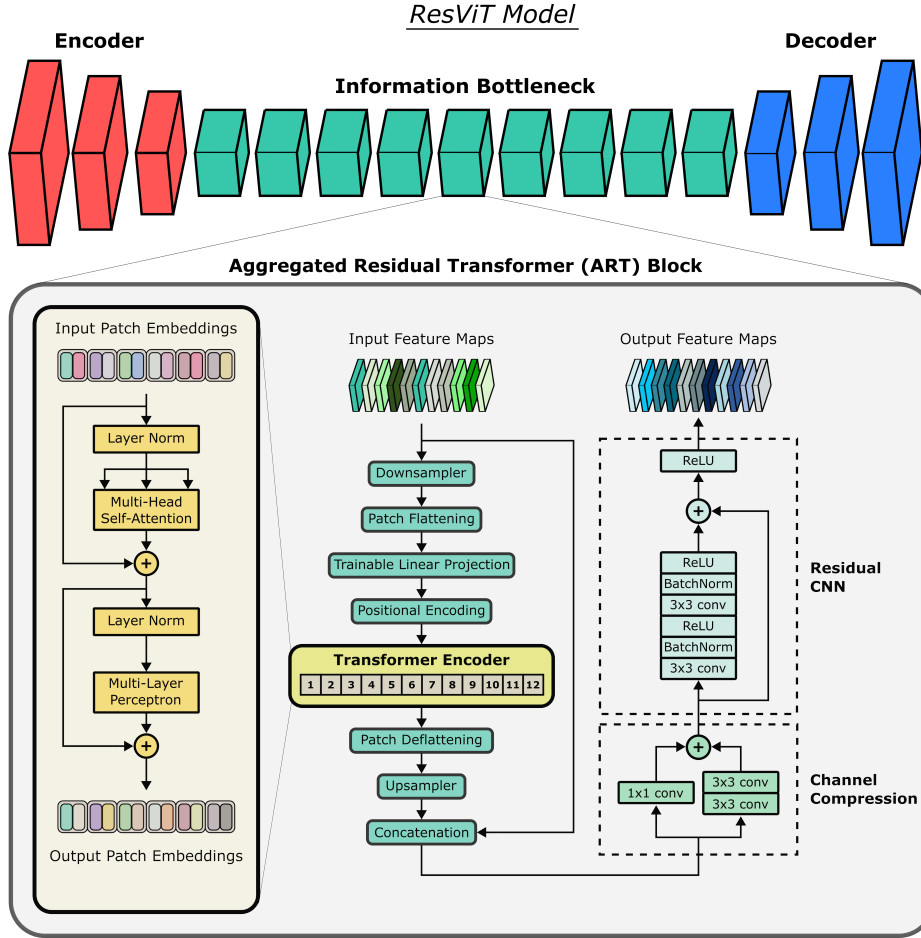 ResViT Model
Encoder
Decoder
Information Bottleneck
Aggregated Residual Transformer (ART) Block
Input Patch Embeddings
Layer Norm
Multi-Head
Self-Attention
+
Layer Norm
Multi-Layer
Perceptron
+
Output Patch Embeddings
Input Feature Maps
Downsampler
Patch Flattening
Trainable Linear Projection
Positional Encoding
Transformer Encoder
1 2 3 4 5 6 7 8 9 10 11 12
Patch Deflattening
Upsampler
Concatenation
Output Feature Maps
ReLU
+
ReLU
BatchNorm
3x3 conv
ReLU
BatchNorm
3x3 conv
Residual
CNN
+
1x1 conv
3x3 conv
3x3 conv
Channel
Compression